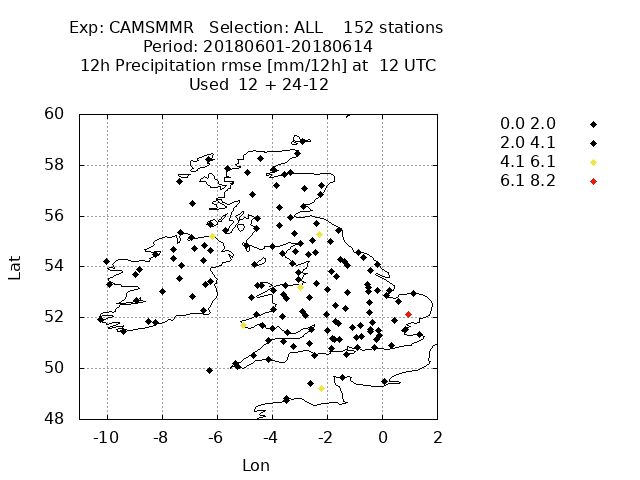 Exp: CAMSMMR   Selection: ALL    152 stations
Period: 20180601-20180614
12h Precipitation rmse [mm/12h] at  12 UTC
Used  12 + 24-12
0.0 2.0
2.0 4.1
4.1 6.1
6.1 8.2
60
58
56
54
52
50
48
Lat
-10 -8 -6 -4 -2 0 2
Lon